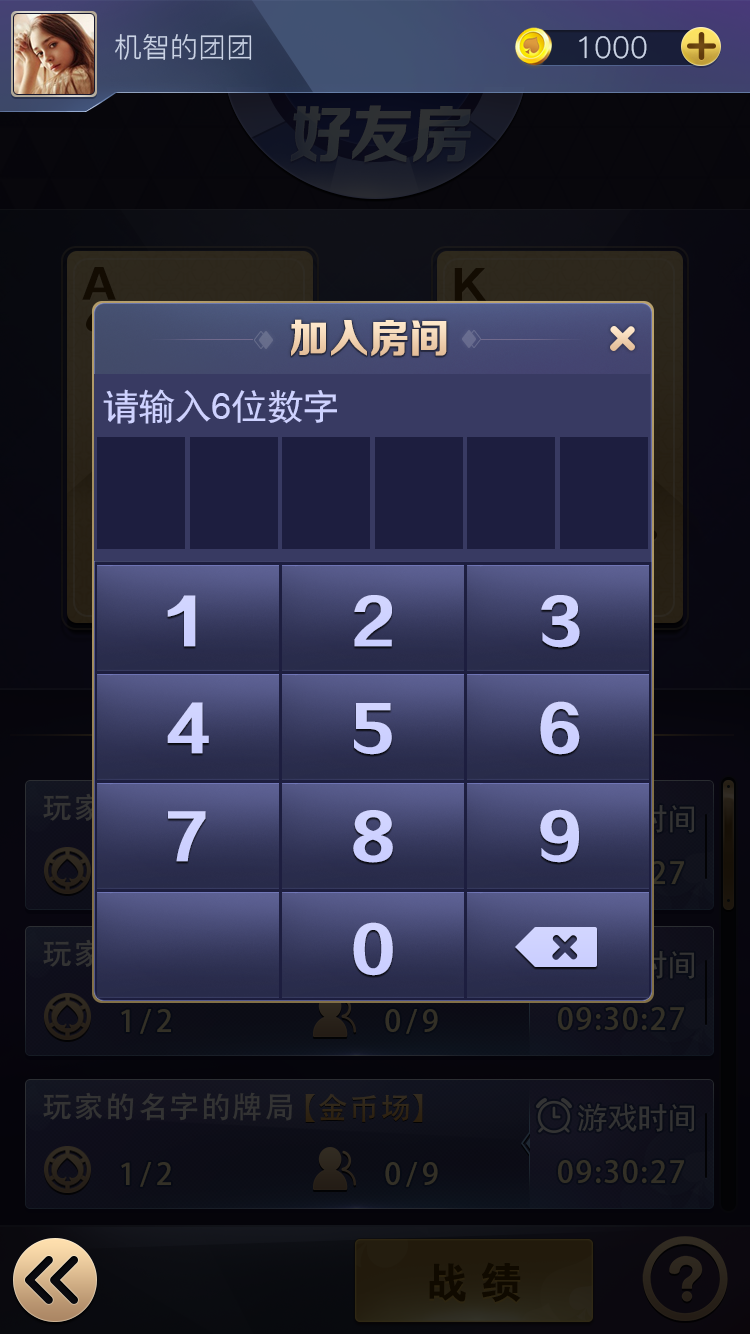 机智的团团
1000
好友房
A
K
加入房间
请输入6位数字
1 2 3
4 5 6
7 8 9
0
玩家
时间
27
玩家
时间
1/2 0/9 09:30:27
玩家的名字的牌局【金币场】 游戏时间
1/2 0/9 09:30:27
战绩
?